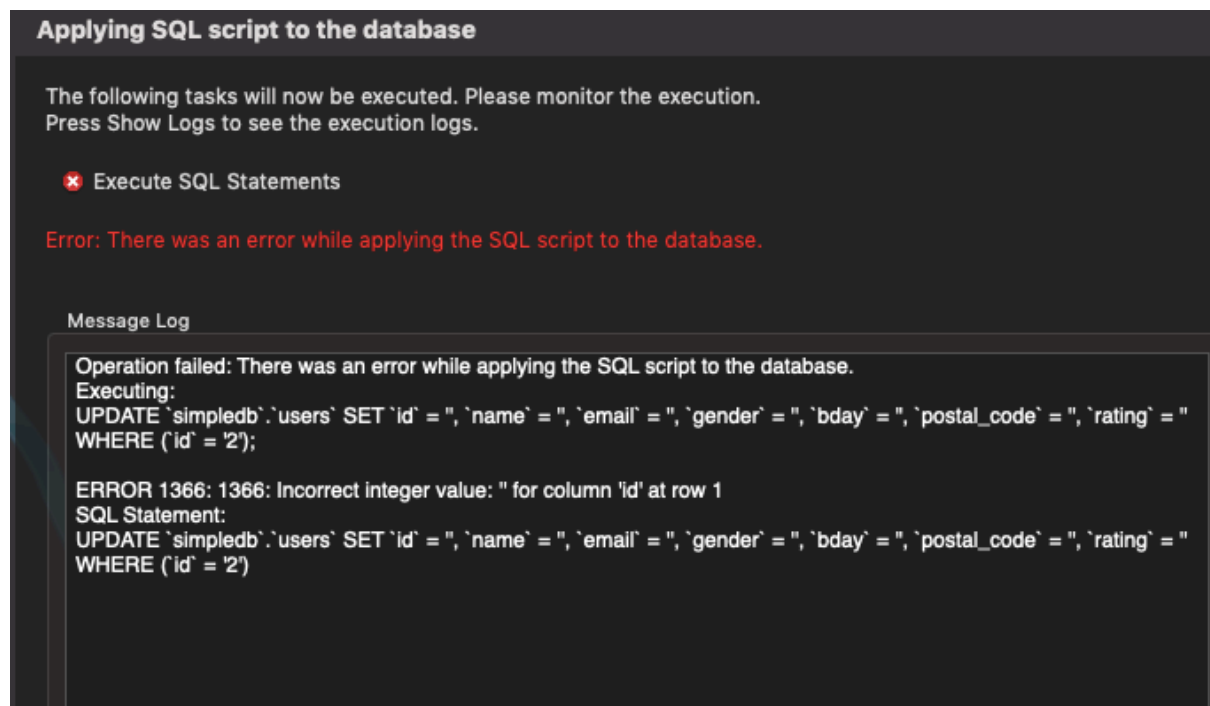 Applying SQL script to the database
The following tasks will now be executed. Please monitor the execution.
Press Show Logs to see the execution logs.
Execute SQL Statements
Error: There was an error while applying the SQL script to the database.
Message Log
Operation failed: There was an error while applying the SQL script to the database.
Executing:
UPDATE `simpledb`.`users` SET `id` = '', `name` = '', `email` = '', `gender` = '', `bday` = '', `postal_code` = '', `rating` = ''
WHERE (`id` = '2');
ERROR 1366: 1366: Incorrect integer value: '' for column 'id' at row 1
SQL Statement:
UPDATE `simpledb`.`users` SET `id` = '', `name` = '', `email` = '', `gender` = '', `bday` = '', `postal_code` = '', `rating` = ''
WHERE (`id` = '2')